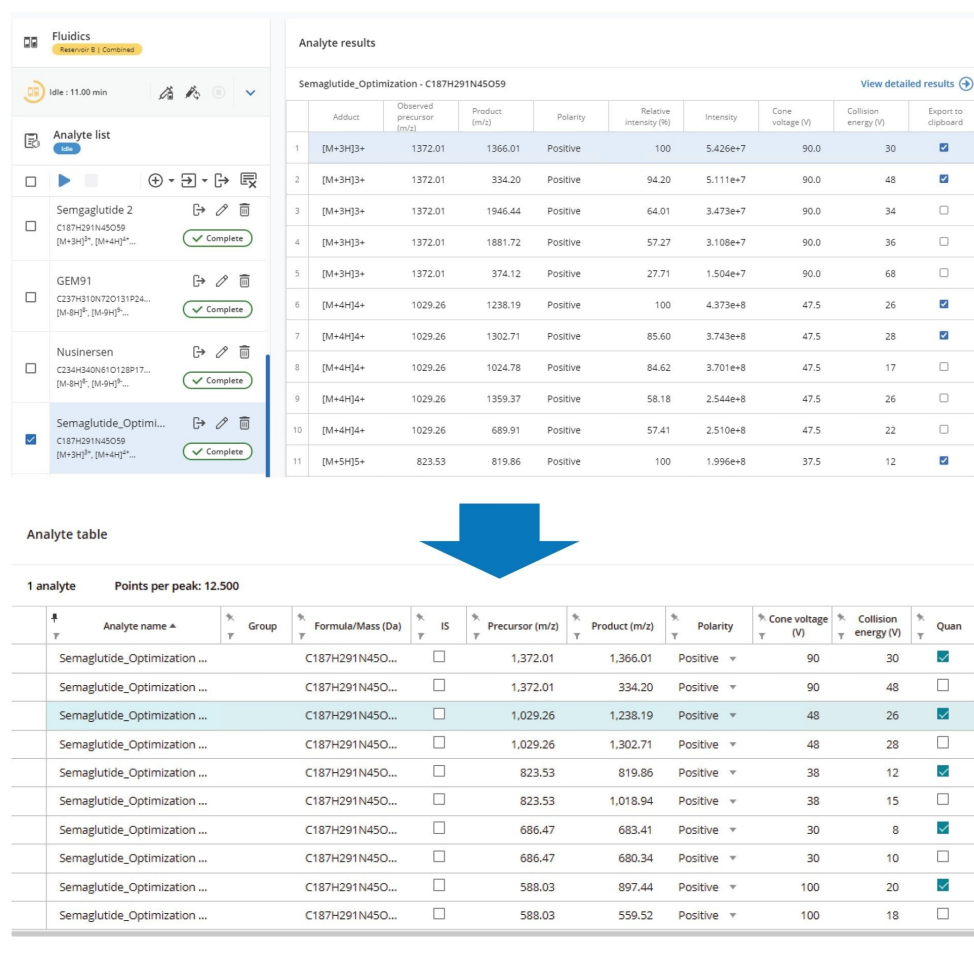 Fluidics
Reservoir B | Combined
Idle : 11.00 min
Analyte list
Idle
Semgaglutide 2
C187H291N45O59
[M+3H]³⁺, [M+4H]⁴⁺...
Complete
GEM91
C237H310N72O131P24...
[M-8H]⁸⁻, [M-9H]⁹⁻...
Complete
Nusinersen
C234H340N61O128P17...
[M-8H]⁸⁻, [M-9H]⁹⁻...
Complete
Semaglutide_Optimi...
C187H291N45O59
[M+3H]³⁺, [M+4H]⁴⁺...
Complete
Analyte results
Semaglutide_Optimization - C187H291N45O59 View detailed results
Adduct Observed precursor (m/z) Product (m/z) Polarity Relative intensity (%) Intensity Cone voltage (V) Collision energy (V) Export to clipboard
1 [M+3H]3+ 1372.01 1366.01 Positive 100 5.426e+7 90.0 30
2 [M+3H]3+ 1372.01 334.20 Positive 94.20 5.111e+7 90.0 48
3 [M+3H]3+ 1372.01 1946.44 Positive 64.01 3.473e+7 90.0 34
4 [M+3H]3+ 1372.01 1881.72 Positive 57.27 3.108e+7 90.0 36
5 [M+3H]3+ 1372.01 374.12 Positive 27.71 1.504e+7 90.0 68
6 [M+4H]4+ 1029.26 1238.19 Positive 100 4.373e+8 47.5 26
7 [M+4H]4+ 1029.26 1302.71 Positive 85.60 3.743e+8 47.5 28
8 [M+4H]4+ 1029.26 1024.78 Positive 84.62 3.701e+8 47.5 17
9 [M+4H]4+ 1029.26 1359.37 Positive 58.18 2.544e+8 47.5 26
10 [M+4H]4+ 1029.26 689.91 Positive 57.41 2.510e+8 47.5 22
11 [M+5H]5+ 823.53 819.86 Positive 100 1.996e+8 37.5 12
Analyte table
1 analyte Points per peak: 12.500
Analyte name Group Formula/Mass (Da) IS Precursor (m/z) Product (m/z) Polarity Cone voltage (V) Collision energy (V) Quan
Semaglutide_Optimization ... C187H291N45O... 1,372.01 1,366.01 Positive 90 30
Semaglutide_Optimization ... C187H291N45O... 1,372.01 334.20 Positive 90 48
Semaglutide_Optimization ... C187H291N45O... 1,029.26 1,238.19 Positive 48 26
Semaglutide_Optimization ... C187H291N45O... 1,029.26 1,302.71 Positive 48 28
Semaglutide_Optimization ... C187H291N45O... 823.53 819.86 Positive 38 12
Semaglutide_Optimization ... C187H291N45O... 823.53 1,018.94 Positive 38 15
Semaglutide_Optimization ... C187H291N45O... 686.47 683.41 Positive 30 8
Semaglutide_Optimization ... C187H291N45O... 686.47 680.34 Positive 30 10
Semaglutide_Optimization ... C187H291N45O... 588.03 897.44 Positive 100 20
Semaglutide_Optimization ... C187H291N45O... 588.03 559.52 Positive 100 18